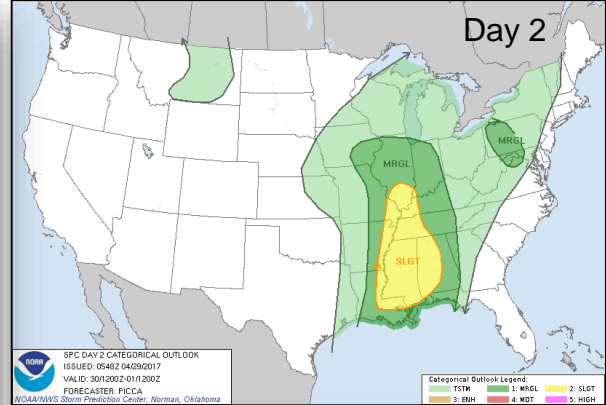 Day 2
MRGL
MRGL
SLGT
NOAA
SPC DAY 2 CATEGORICAL OUTLOOK
ISSUED: 0548Z 04/29/2017
VALID: 30/1200Z-01/1200Z
FORECASTER: PICCA
NOAA/NWS Storm Prediction Center, Norman, Oklahoma
Categorical Outlook Legend:
TSTM 1: MRGL 2: SLGT
3: ENH 4: MDT 5: HIGH